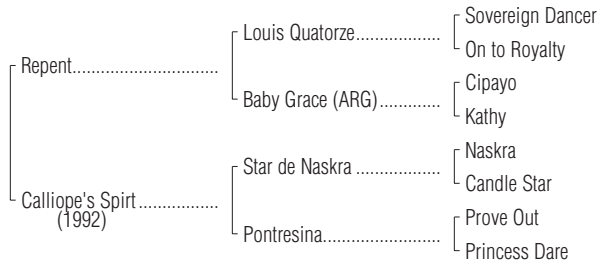 Sovereign Dancer
Louis Quatorze..................
On to Royalty
Repent...............................
Cipayo
Baby Grace (ARG).............
Kathy
Naskra
Star de Naskra ..................
Candle Star
Calliope's Spirt.................
(1992)
Prove Out
Pontresina.........................
Princess Dare